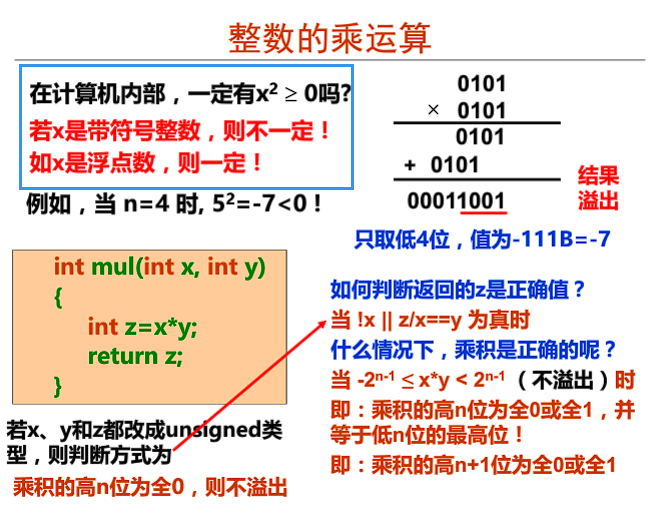 整数的乘运算
在计算机内部，一定有x² ≥ 0吗?
若x是带符号整数，则不一定！
如x是浮点数，则一定！
例如，当 n=4 时, 5²=-7<0！
0101
× 0101
0101
+ 0101
00011001
结果
溢出
只取低4位，值为-111B=-7
int mul(int x, int y)
{
int z=x*y;
return z;
}
如何判断返回的z是正确值？
当 !x || z/x==y 为真时
什么情况下，乘积是正确的呢？
当 -2ⁿ⁻¹ ≤ x*y < 2ⁿ⁻¹ （不溢出）时
即：乘积的高n位为全0或全1，并
等于低n位的最高位！
即：乘积的高n+1位为全0或全1
若x、y和z都改成unsigned类
型，则判断方式为
乘积的高n位为全0，则不溢出